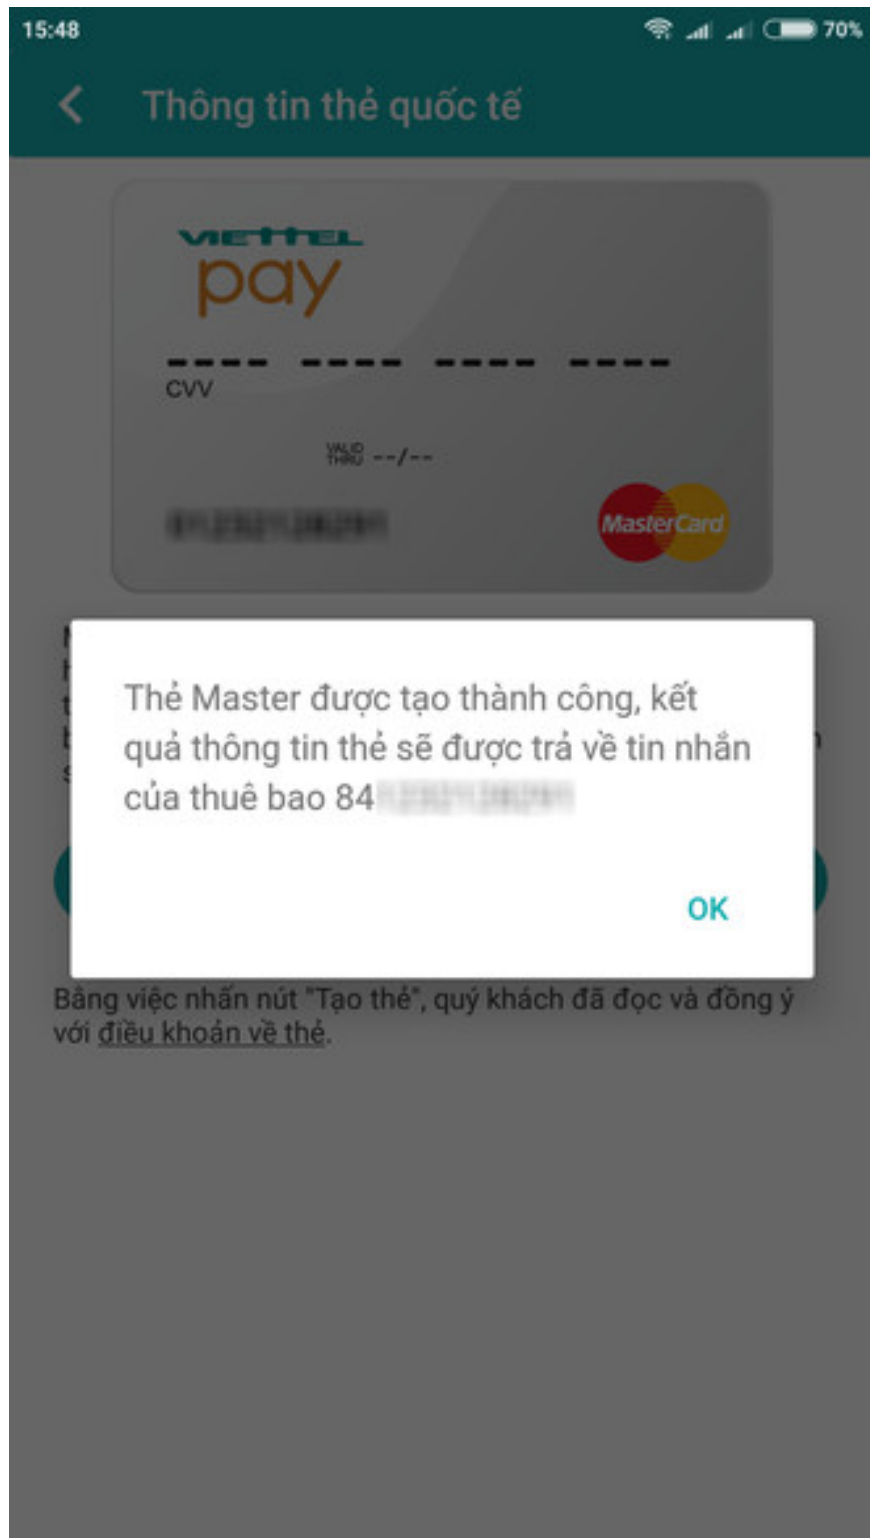 15:48
70%
Thông tin thẻ quốc tế
VIETTEL
pay
---- ---- ---- ----
CVV
VALID
THRU --/--
MasterCard
Thẻ Master được tạo thành công, kết
quả thông tin thẻ sẽ được trả về tin nhắn
của thuê bao 84
OK
Bằng việc nhấn nút "Tạo thẻ", quý khách đã đọc và đồng ý
với điều khoản về thẻ.